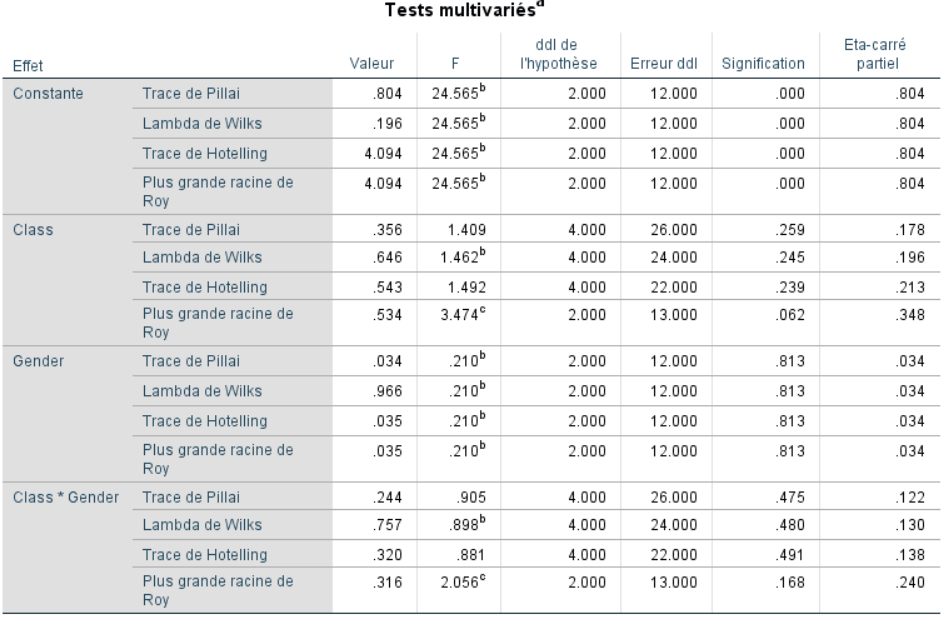 Tests multivariés^a
Effet Valeur F ddl de l'hypothèse Erreur ddl Signification Eta-carré partiel
Constante Trace de Pillai .804 24.565^b 2.000 12.000 .000 .804
Lambda de Wilks .196 24.565^b 2.000 12.000 .000 .804
Trace de Hotelling 4.094 24.565^b 2.000 12.000 .000 .804
Plus grande racine de Roy 4.094 24.565^b 2.000 12.000 .000 .804
Class Trace de Pillai .356 1.409 4.000 26.000 .259 .178
Lambda de Wilks .646 1.462^b 4.000 24.000 .245 .196
Trace de Hotelling .543 1.492 4.000 22.000 .239 .213
Plus grande racine de Roy .534 3.474^c 2.000 13.000 .062 .348
Gender Trace de Pillai .034 .210^b 2.000 12.000 .813 .034
Lambda de Wilks .966 .210^b 2.000 12.000 .813 .034
Trace de Hotelling .035 .210^b 2.000 12.000 .813 .034
Plus grande racine de Roy .035 .210^b 2.000 12.000 .813 .034
Class * Gender Trace de Pillai .244 .905 4.000 26.000 .475 .122
Lambda de Wilks .757 .898^b 4.000 24.000 .480 .130
Trace de Hotelling .320 .881 4.000 22.000 .491 .138
Plus grande racine de Roy .316 2.056^c 2.000 13.000 .168 .240